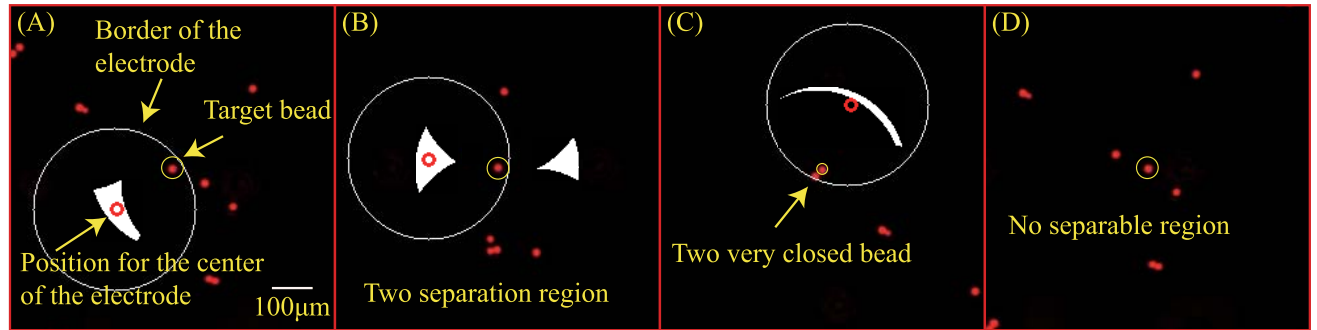 (A)
Border of the
electrode
Target bead
Position for the center
of the electrode
100μm
(B)
Two separation region
(C)
Two very closed bead
(D)
No separable region